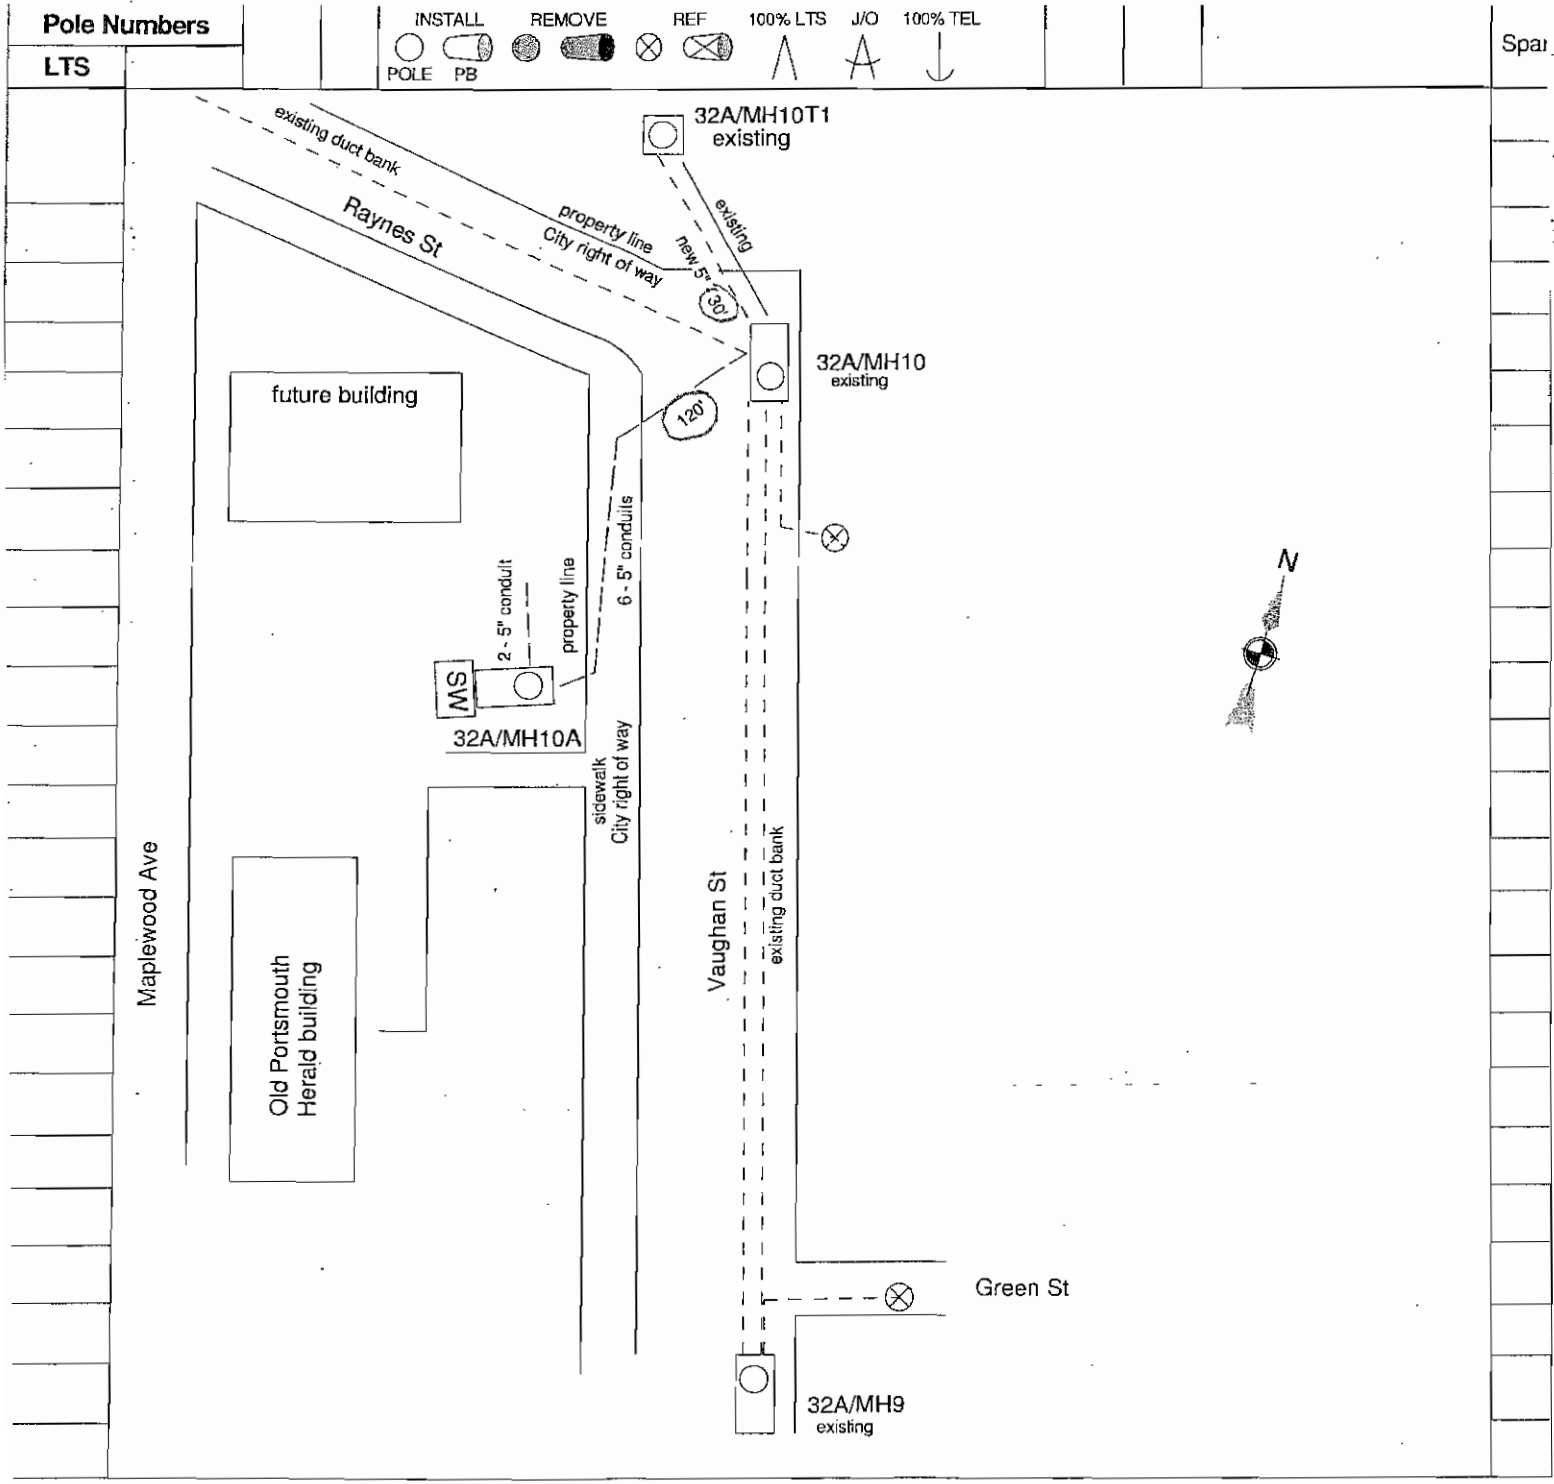 Pole Numbers
LTS
INSTALL
REMOVE
REF
100% LTS
J/O
100% TEL
POLE
PB
Span
32A/MH10T1
existing
existing duct bank
Raynes St
property line
City right of way
existing
new 5"
30'
32A/MH10
existing
120'
future building
6 - 5" conduits
2 - 5" conduit
property line
SW
32A/MH10A
sidewalk
City right of way
N
Maplewood Ave
Vaughan St
existing duct bank
Old Portsmouth
Herald building
Green St
32A/MH9
existing